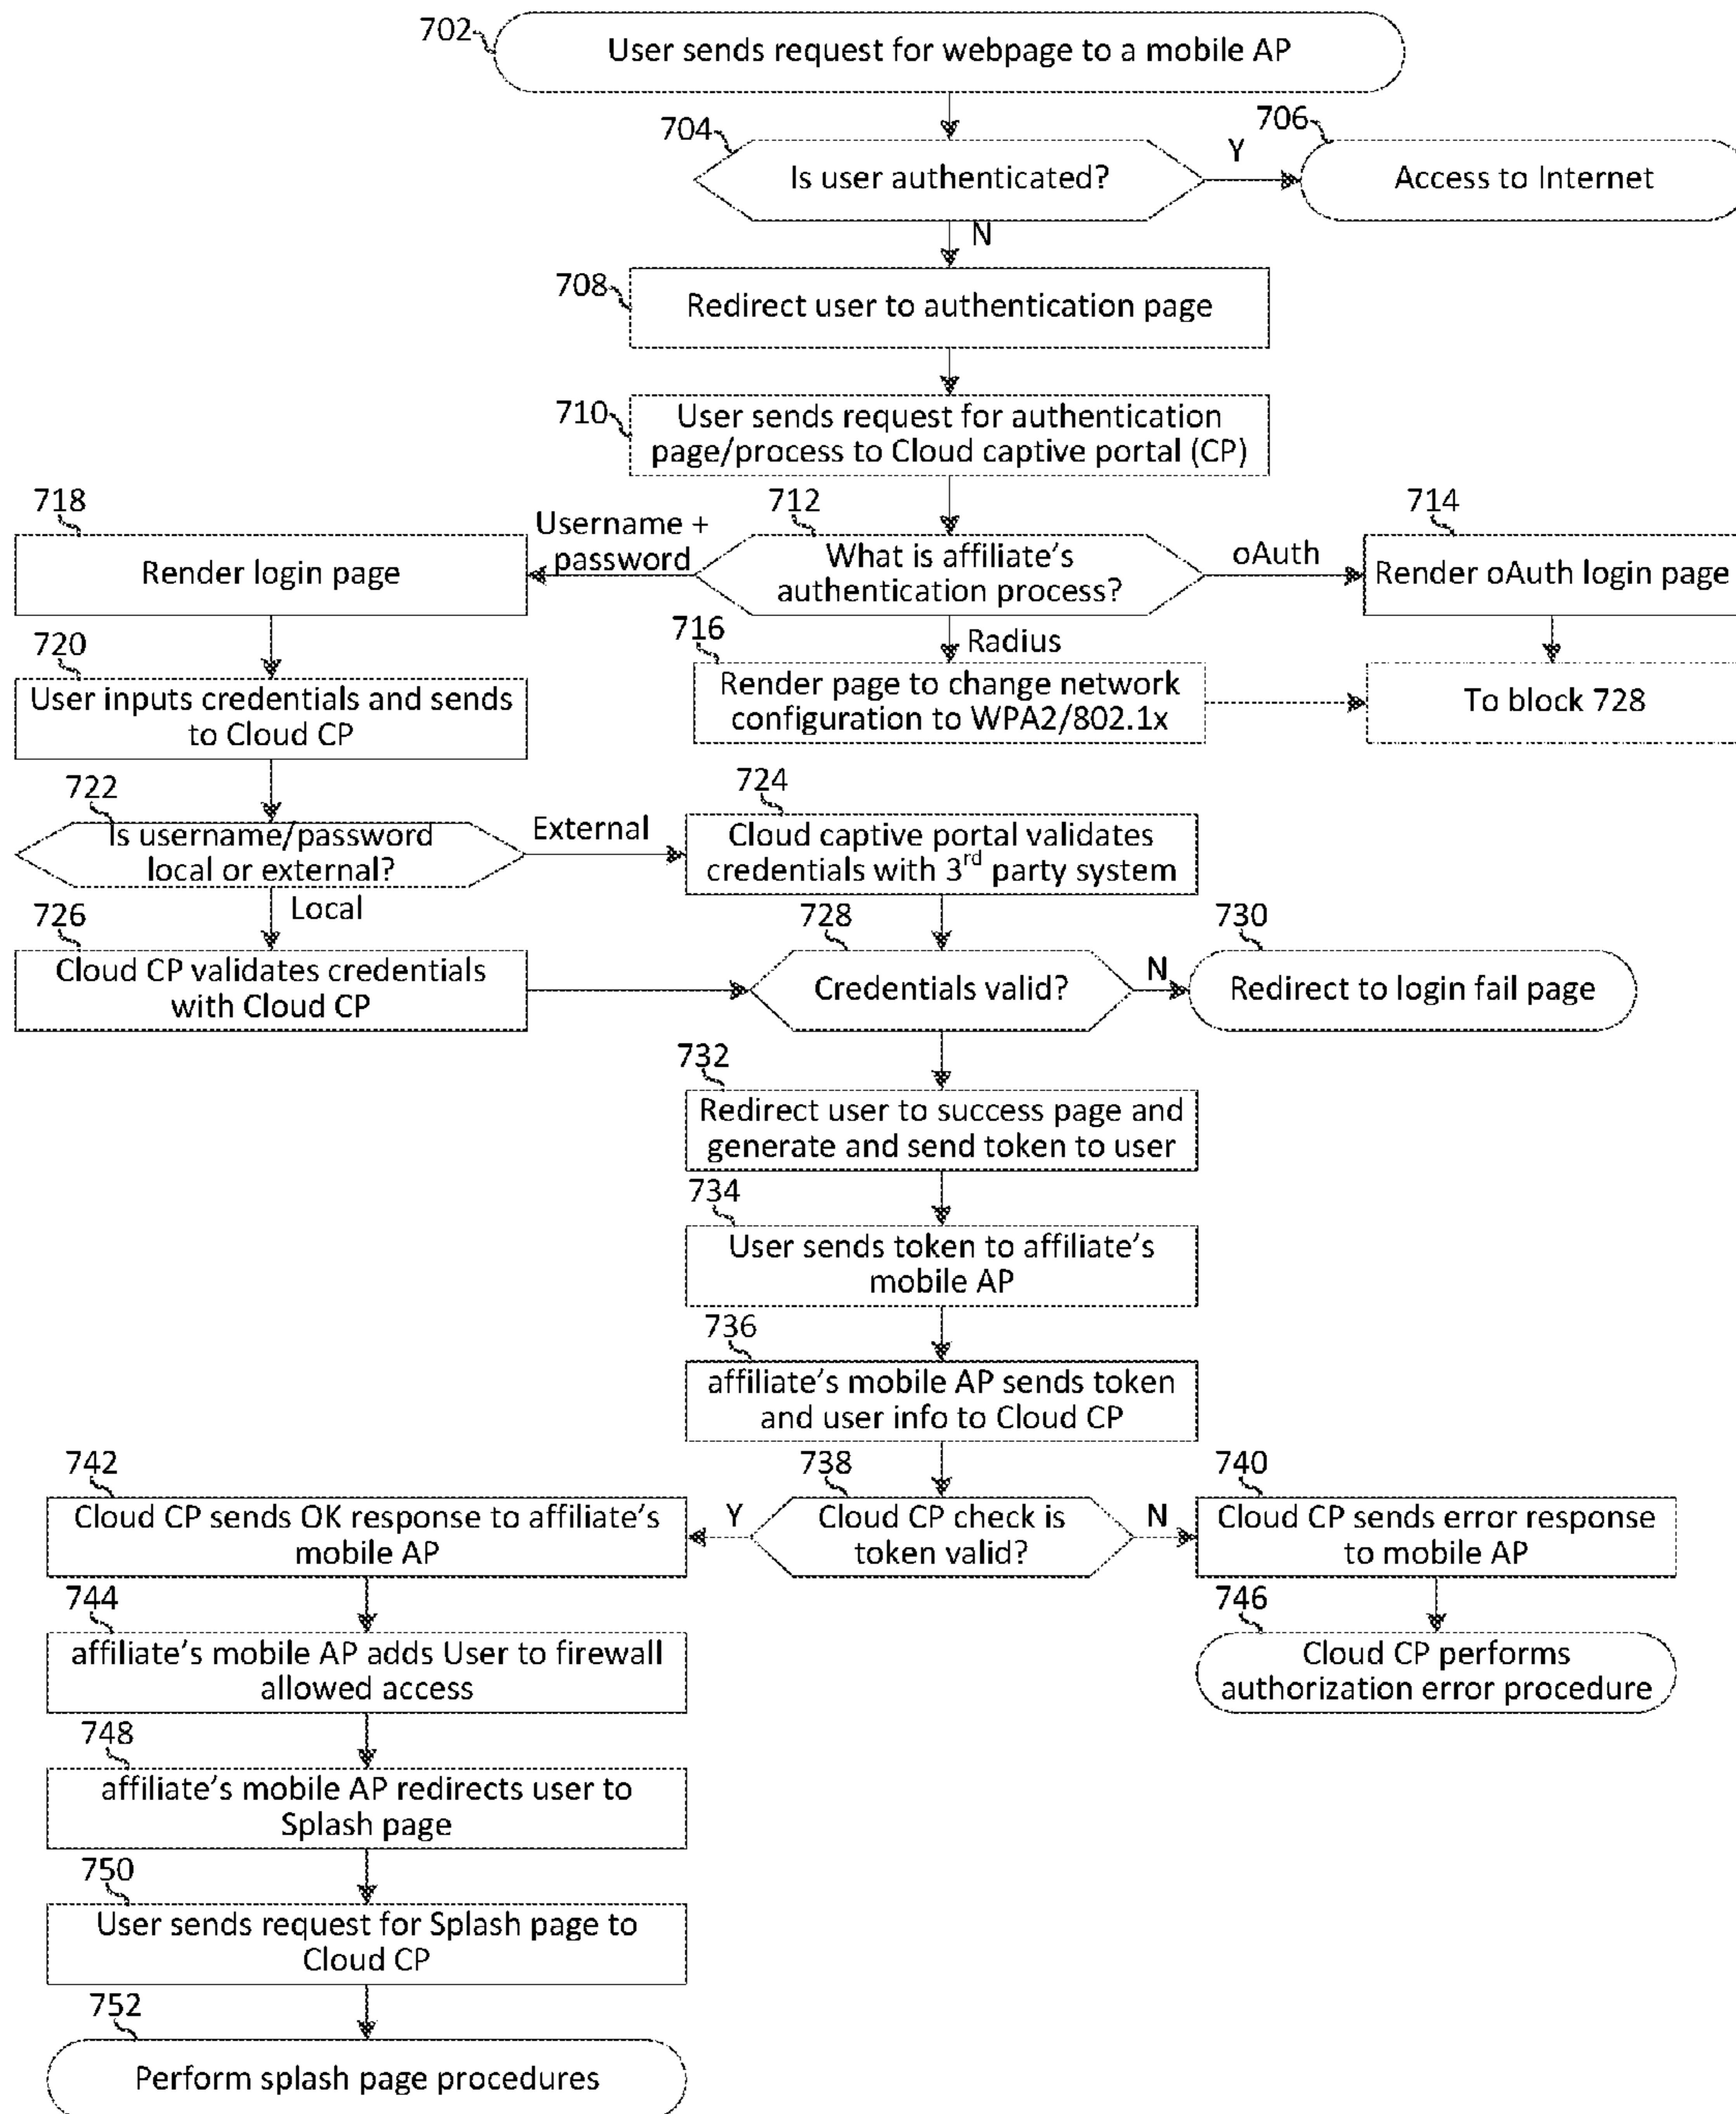 702
User sends request for webpage to a mobile AP
704
Is user authenticated?
Y
706
Access to Internet
N
708
Redirect user to authentication page
710
User sends request for authentication
page/process to Cloud captive portal (CP)
712
What is affiliate's
authentication process?
oAuth
714
Render oAuth login page
Username +
password
718
Render login page
Radius
716
Render page to change network
configuration to WPA2/802.1x
To block 728
720
User inputs credentials and sends
to Cloud CP
722
Is username/password
local or external?
External
724
Cloud captive portal validates
credentials with 3rd party system
Local
726
Cloud CP validates credentials
with Cloud CP
728
Credentials valid?
N
730
Redirect to login fail page
732
Redirect user to success page and
generate and send token to user
734
User sends token to affiliate's
mobile AP
736
affiliate's mobile AP sends token
and user info to Cloud CP
738
Cloud CP check is
token valid?
N
740
Cloud CP sends error response
to mobile AP
746
Cloud CP performs
authorization error procedure
Y
742
Cloud CP sends OK response to affiliate's
mobile AP
744
affiliate's mobile AP adds User to firewall
allowed access
748
affiliate's mobile AP redirects user to
Splash page
750
User sends request for Splash page to
Cloud CP
752
Perform splash page procedures